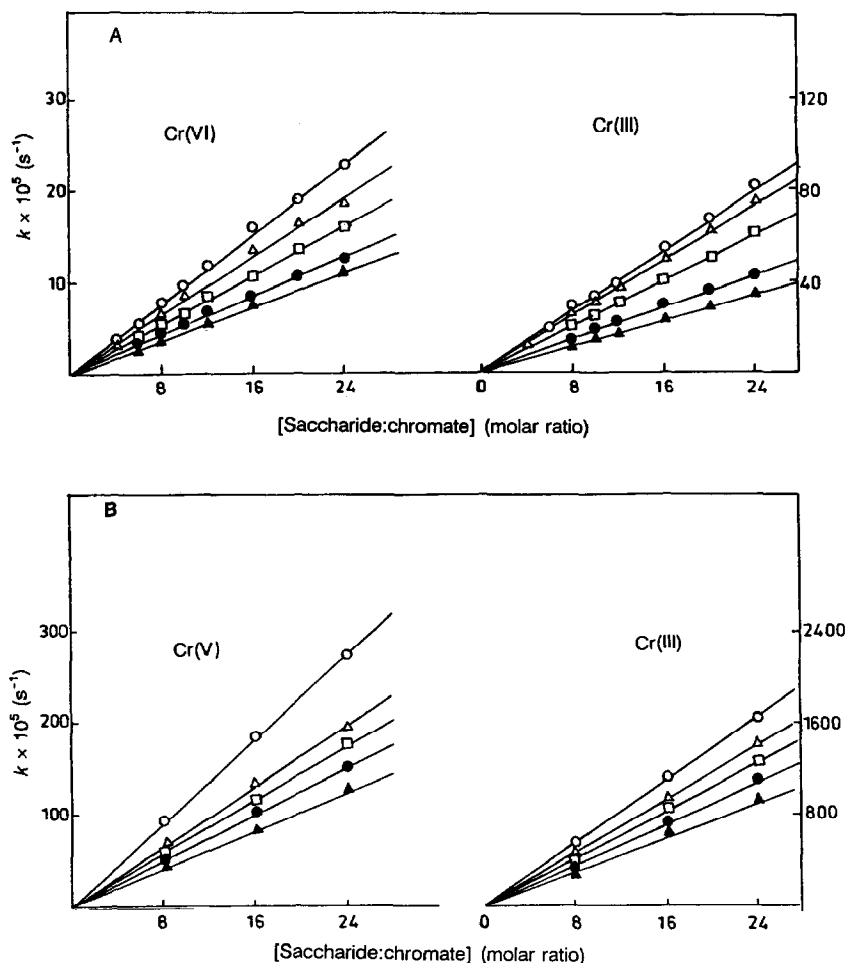 A
Cr(VI)
Cr(III)
k × 10⁵ (s⁻¹)
30
20
10
120
80
40
8
16
24
0
8
16
24
[Saccharide:chromate] (molar ratio)
B
Cr(V)
Cr(III)
k × 10⁵ (s⁻¹)
300
200
100
2400
1600
800
8
16
24
0
8
16
24
[Saccharide:chromate] (molar ratio)